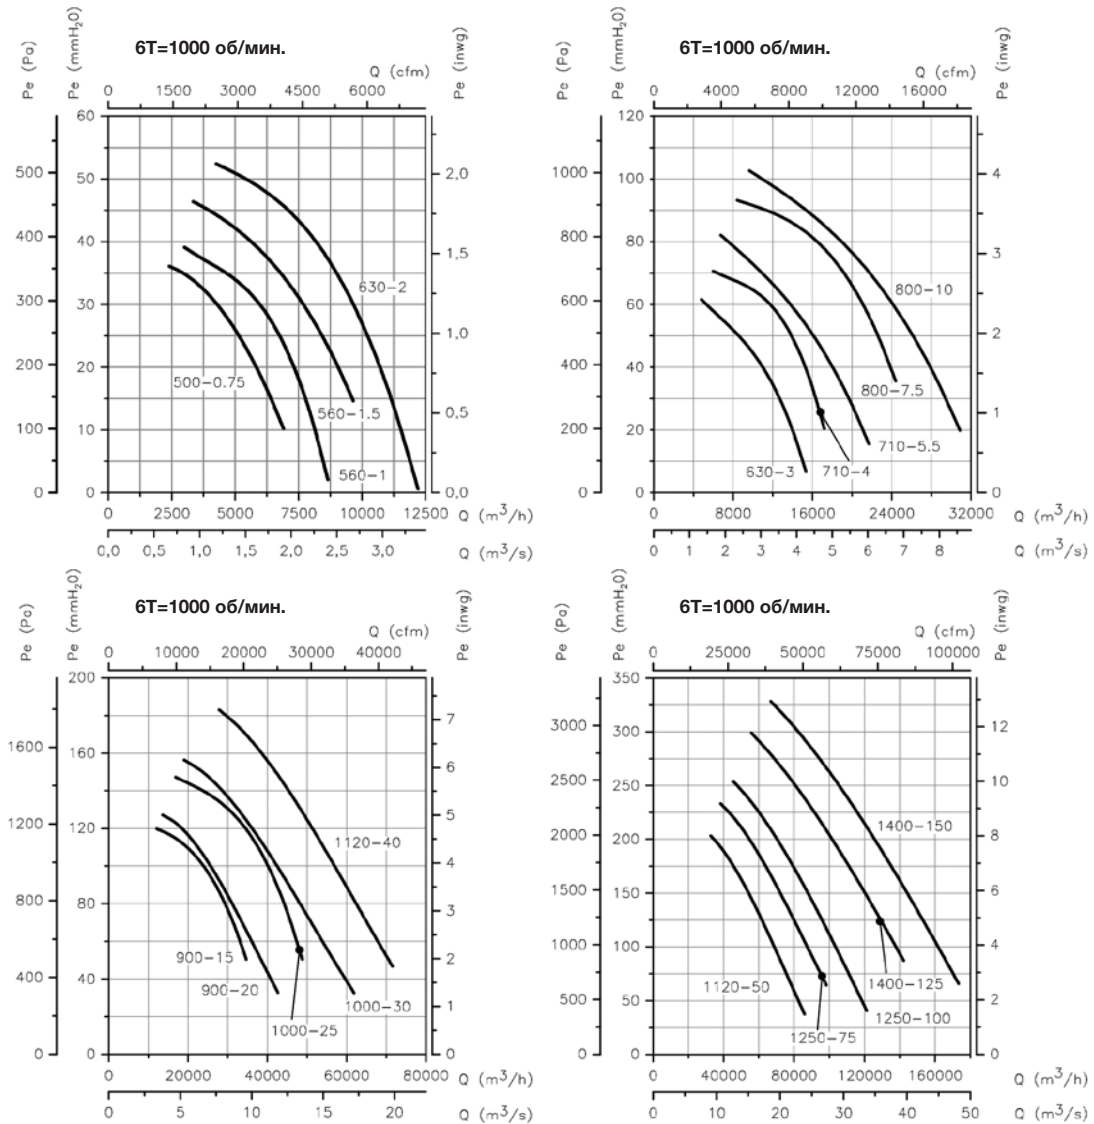 6T=1000 об/мин.
Pe (Pa)
Pe (mmH₂O)
Pe (inwg)
Q (cfm)
0 1500 3000 4500 6000
60
50
40
30
20
10
0
500
400
300
200
100
0
2,0
1,5
1,0
0,5
0,0
630-2
500-0.75
560-1.5
560-1
0 2500 5000 7500 10000 12500 Q (m³/h)
0,0 0,5 1,0 1,5 2,0 2,5 3,0 Q (m³/s)
6T=1000 об/мин.
Pe (Pa)
Pe (mmH₂O)
Pe (inwg)
Q (cfm)
0 4000 8000 12000 16000
120
100
80
60
40
20
0
1000
800
600
400
200
0
4
3
2
1
0
800-10
800-7.5
710-5.5
630-3 710-4
0 8000 16000 24000 32000 Q (m³/h)
0 1 2 3 4 5 6 7 8 Q (m³/s)
6T=1000 об/мин.
Pe (Pa)
Pe (mmH₂O)
Pe (inwg)
Q (cfm)
0 10000 20000 30000 40000
200
160
120
80
40
0
1600
1200
800
400
0
7
6
5
4
3
2
1
0
1120-40
900-15
900-20
1000-30
1000-25
0 20000 40000 60000 80000 Q (m³/h)
0 5 10 15 20 Q (m³/s)
6T=1000 об/мин.
Pe (Pa)
Pe (mmH₂O)
Pe (inwg)
Q (cfm)
0 25000 50000 75000 100000
350
300
250
200
150
100
50
0
3000
2500
2000
1500
1000
500
0
12
10
8
6
4
2
0
1400-150
1120-50
1400-125
1250-100
1250-75
0 40000 80000 120000 160000 Q (m³/h)
0 10 20 30 40 50 Q (m³/s)